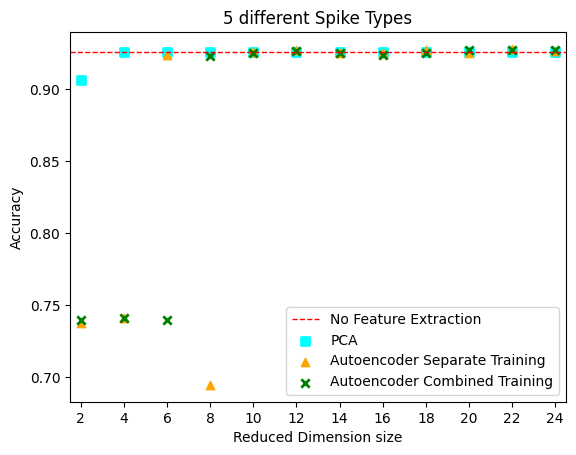 5 different Spike Types
Accuracy
0.90
0.85
0.80
0.75
0.70
No Feature Extraction
PCA
Autoencoder Separate Training
Autoencoder Combined Training
2 4 6 8 10 12 14 16 18 20 22 24
Reduced Dimension size